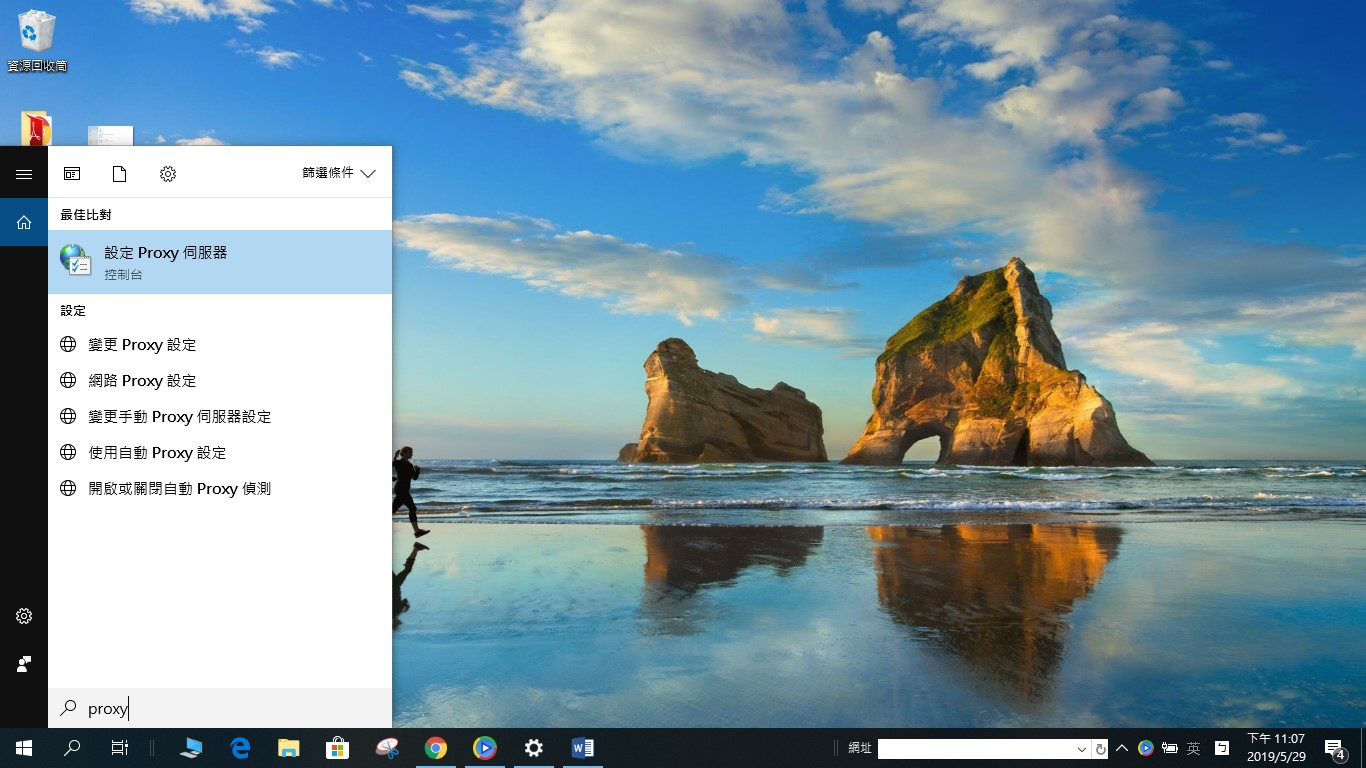 資源回收筒
篩選條件
最佳比對
設定 Proxy 伺服器
控制台
設定
變更 Proxy 設定
網路 Proxy 設定
變更手動 Proxy 伺服器設定
使用自動 Proxy 設定
開啟或關閉自動 Proxy 偵測
proxy
網址
英
下午 11:07
2019/5/29
4